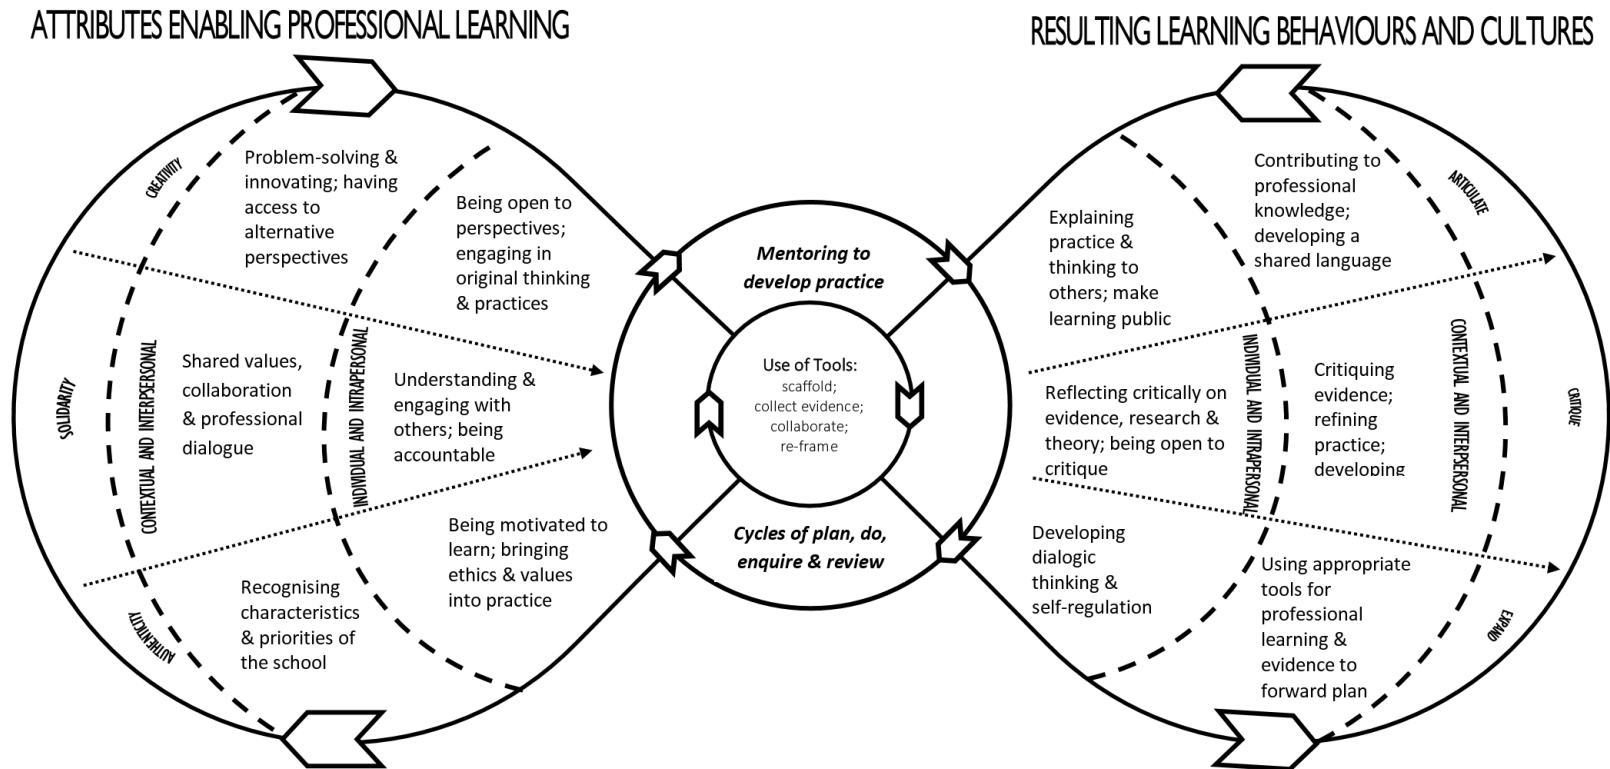 ATTRIBUTES ENABLING PROFESSIONAL LEARNING
RESULTING LEARNING BEHAVIOURS AND CULTURES
CREATIVITY
Problem-solving &
innovating; having
access to
alternative
perspectives
Being open to
perspectives;
engaging in
original thinking
& practices
SOLIDARITY
CONTEXTUAL AND INTERPSERSONAL
Shared values,
collaboration
& professional
dialogue
INDIVIDUAL AND INTRAPERSONAL
Understanding &
engaging with
others; being
accountable
AUTHENTICITY
Recognising
characteristics
& priorities of
the school
Being motivated to
learn; bringing
ethics & values
into practice
Mentoring to
develop practice
Use of Tools:
scaffold;
collect evidence;
collaborate;
re-frame
Cycles of plan, do,
enquire & review
Explaining
practice &
thinking to
others; make
learning public
Contributing to
professional
knowledge;
developing a
shared language
ARTICULATE
Reflecting critically on
evidence, research &
theory; being open to
critique
INDIVIDUAL AND INTRAPERSONAL
Critiquing
evidence;
refining
practice;
developing
CONTEXTUAL AND INTERPSERSONAL
CRITIQUE
Developing
dialogic
thinking &
self-regulation
Using appropriate
tools for
professional
learning &
evidence to
forward plan
EXPAND